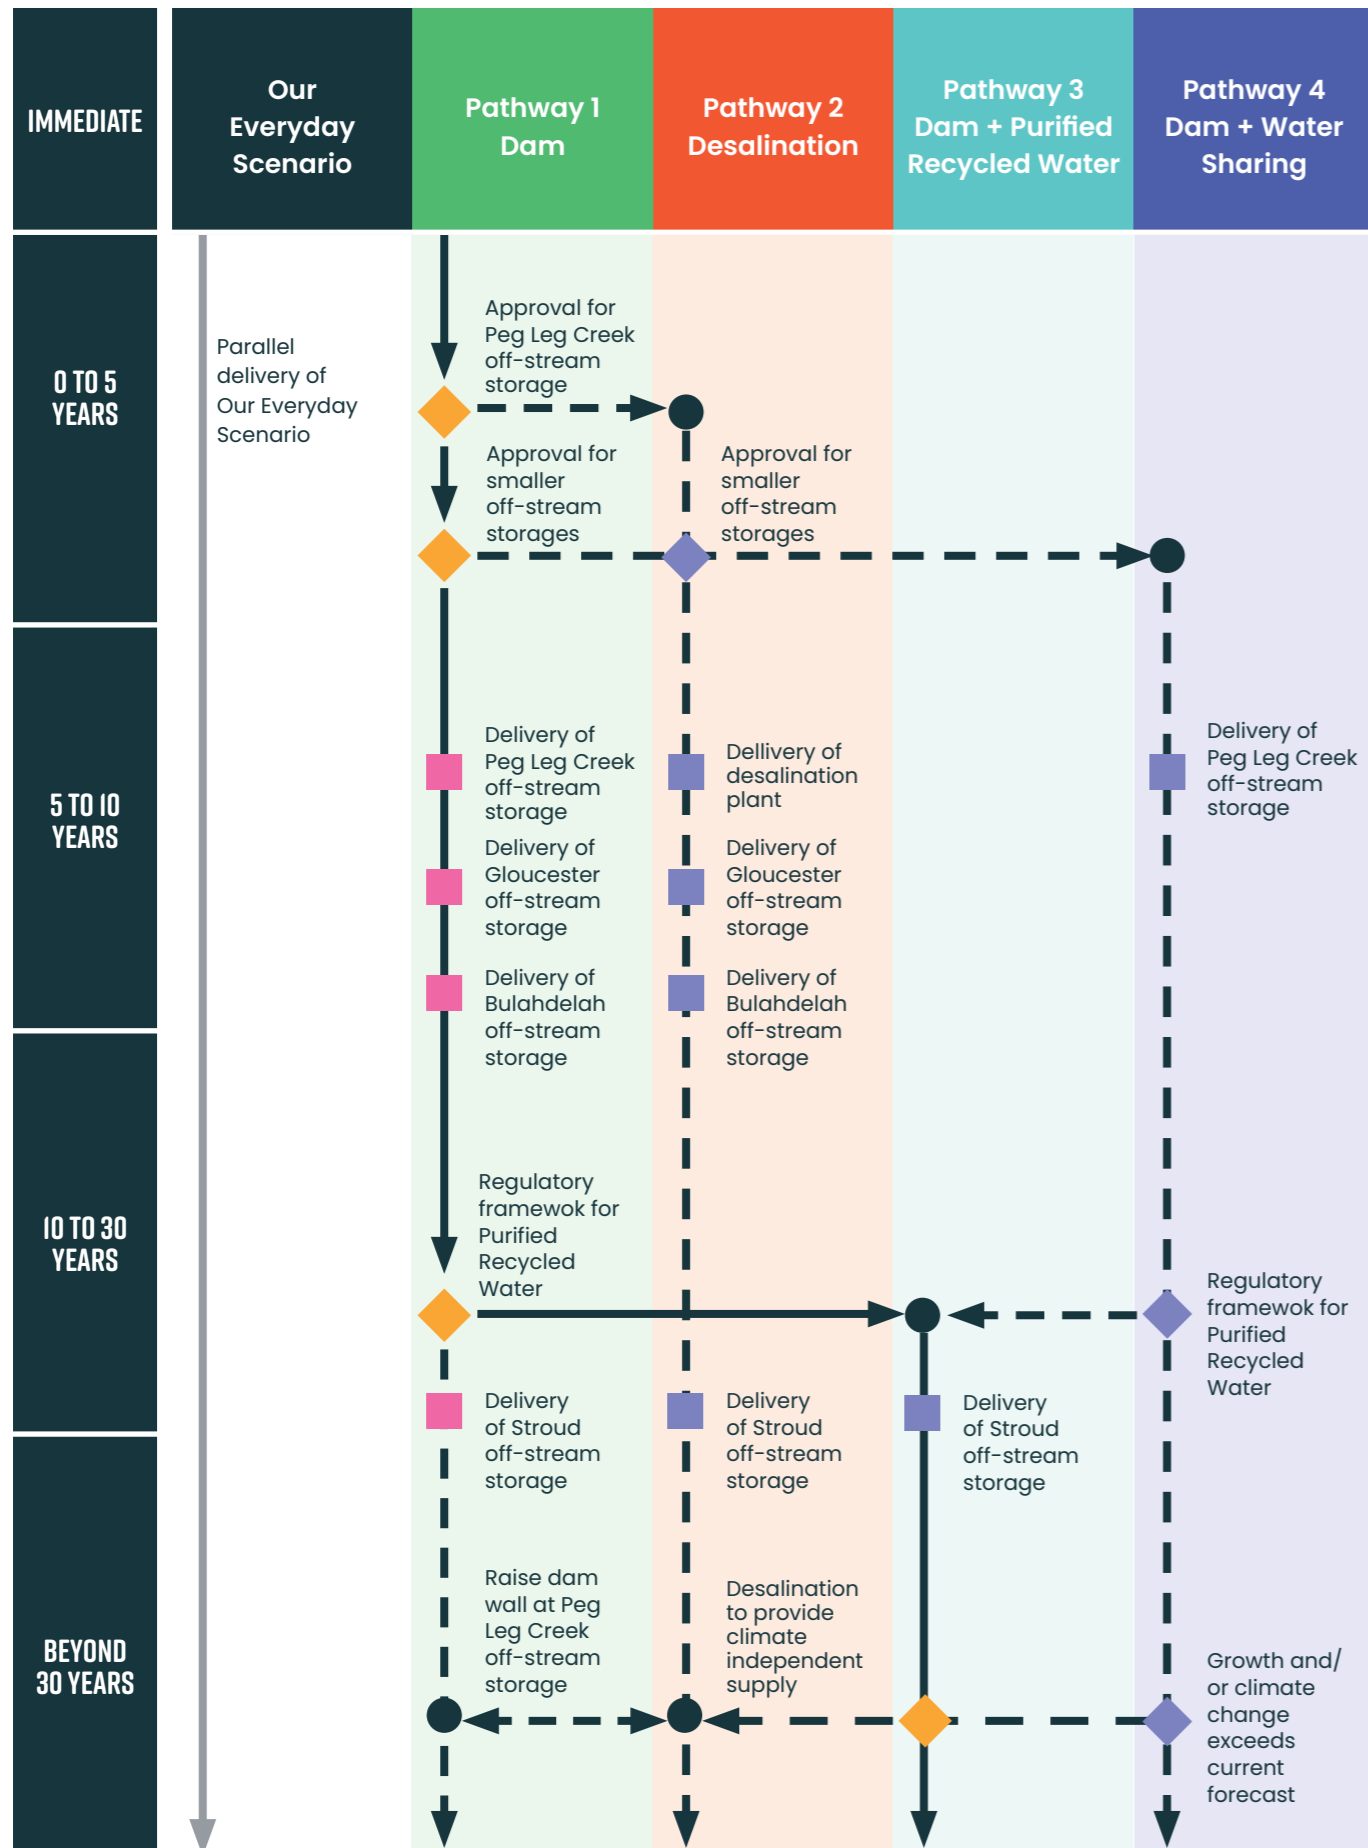 IMMEDIATE
Our
Everyday
Scenario
Pathway 1
Dam
Pathway 2
Desalination
Pathway 3
Dam + Purified
Recycled Water
Pathway 4
Dam + Water
Sharing
0 TO 5
YEARS
Parallel
delivery of
Our Everyday
Scenario
Approval for
Peg Leg Creek
off-stream
storage
Approval for
smaller
off-stream
storages
Approval for
smaller
off-stream
storages
5 TO 10
YEARS
Delivery of
Peg Leg Creek
off-stream
storage
Dellivery of
desalination
plant
Delivery of
Peg Leg Creek
off-stream
storage
Delivery of
Gloucester
off-stream
storage
Delivery of
Gloucester
off-stream
storage
Delivery of
Bulahdelah
off-stream
storage
Delivery of
Bulahdelah
off-stream
storage
10 TO 30
YEARS
Regulatory
framewok for
Purified
Recycled
Water
Regulatory
framewok for
Purified
Recycled
Water
Delivery
of Stroud
off-stream
storage
Delivery
of Stroud
off-stream
storage
Delivery
of Stroud
off-stream
storage
BEYOND
30 YEARS
Raise dam
wall at Peg
Leg Creek
off-stream
storage
Desalination
to provide
climate
independent
supply
Growth and/
or climate
change
exceeds
current
forecast